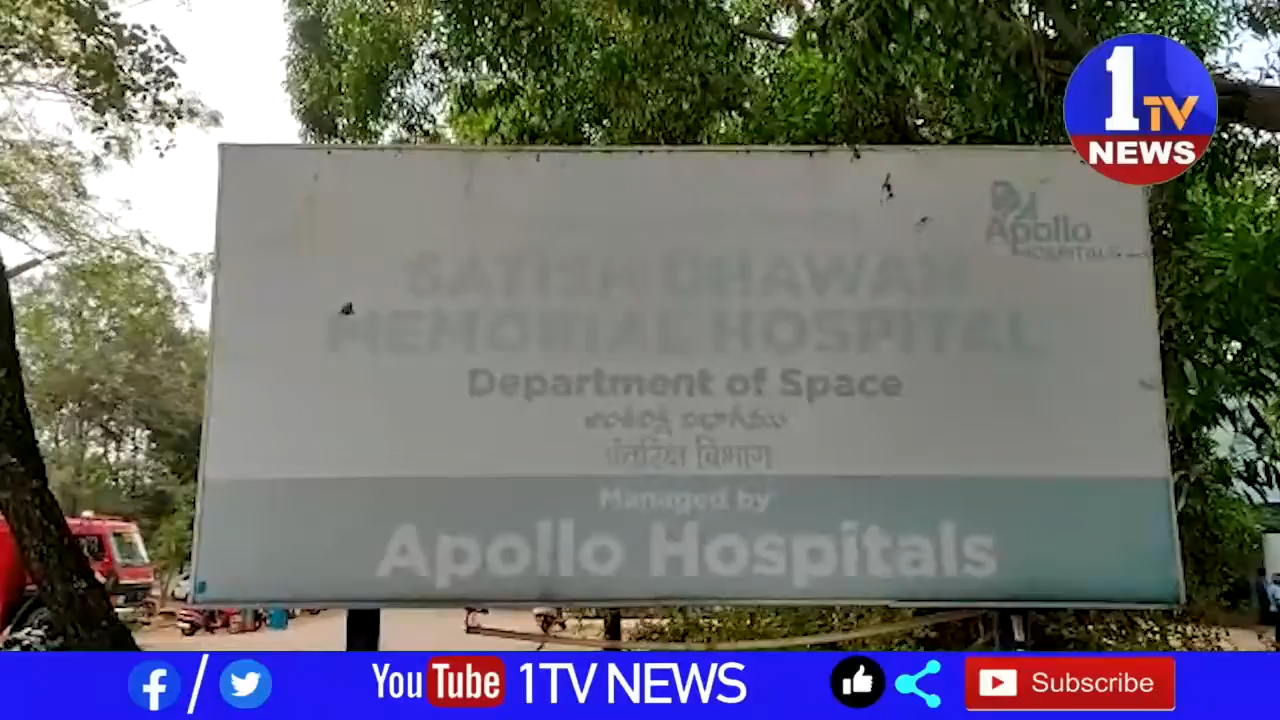 1
TV
NEWS
Apollo
HOSPITALS
SATISH DHAWAN
MEMORIAL HOSPITAL
Department of Space
అంతరిక్ష విభాగము
अंतरिक्ष विभाग
Managed by
Apollo Hospitals
YouTube 1TV NEWS
Subscribe